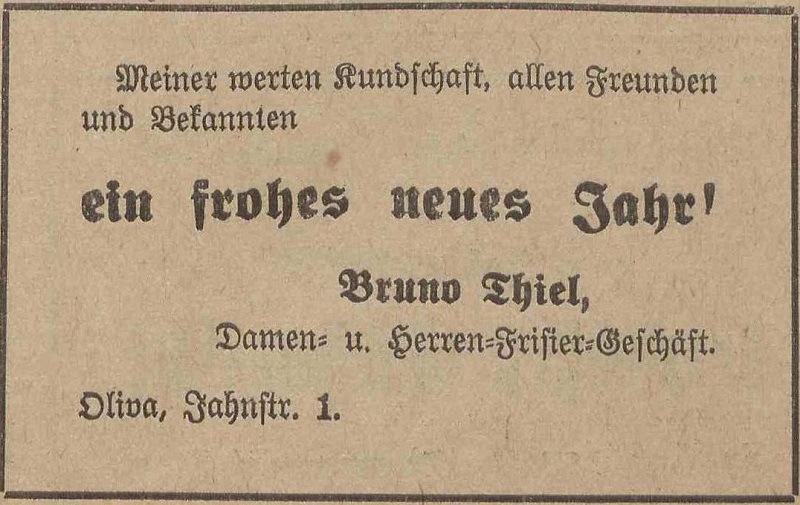 Meiner werten Kundschaft, allen Freunden
und Bekannten
ein frohes neues Jahr!
Bruno Thiel,
Damen- u. Herren-Frisier-Geschäft.
Oliva, Jahnstr. 1.